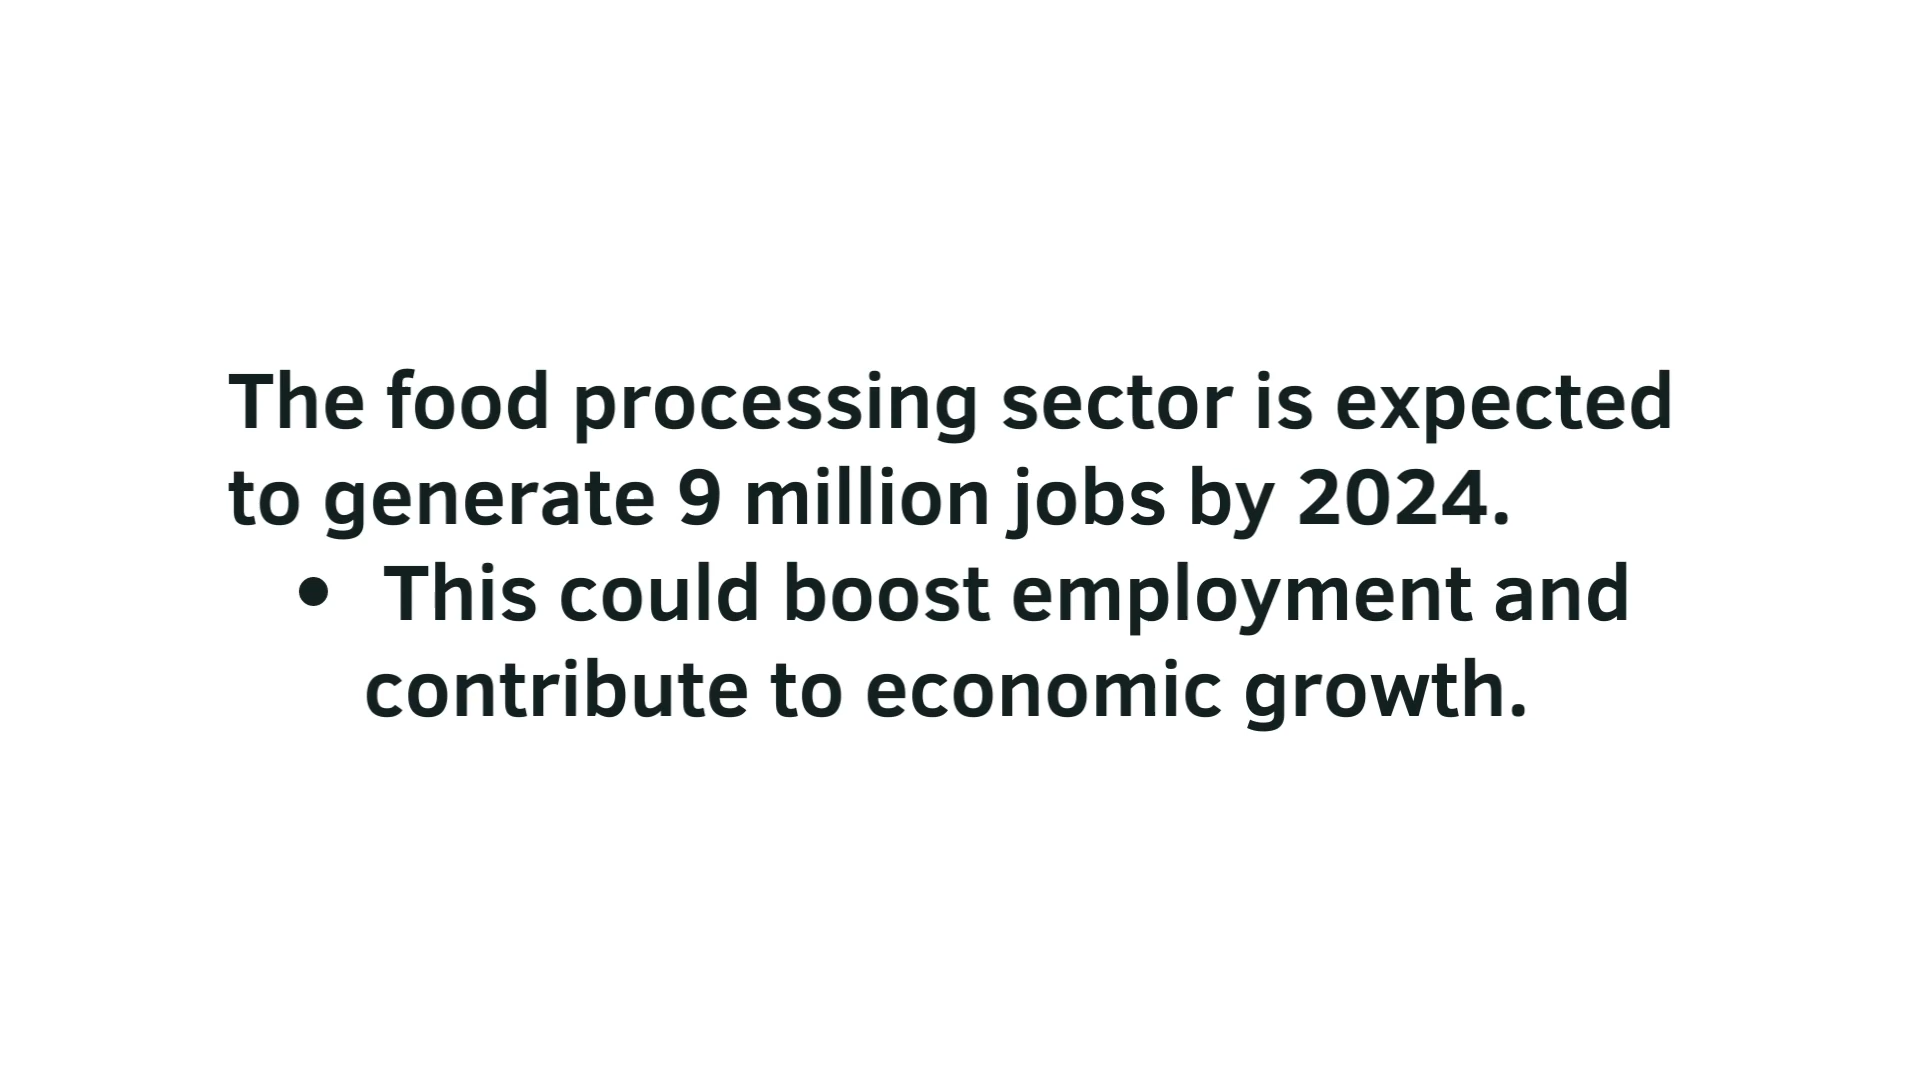 The food processing sector is expected
to generate 9 million jobs by 2024.
• This could boost employment and
contribute to economic growth.